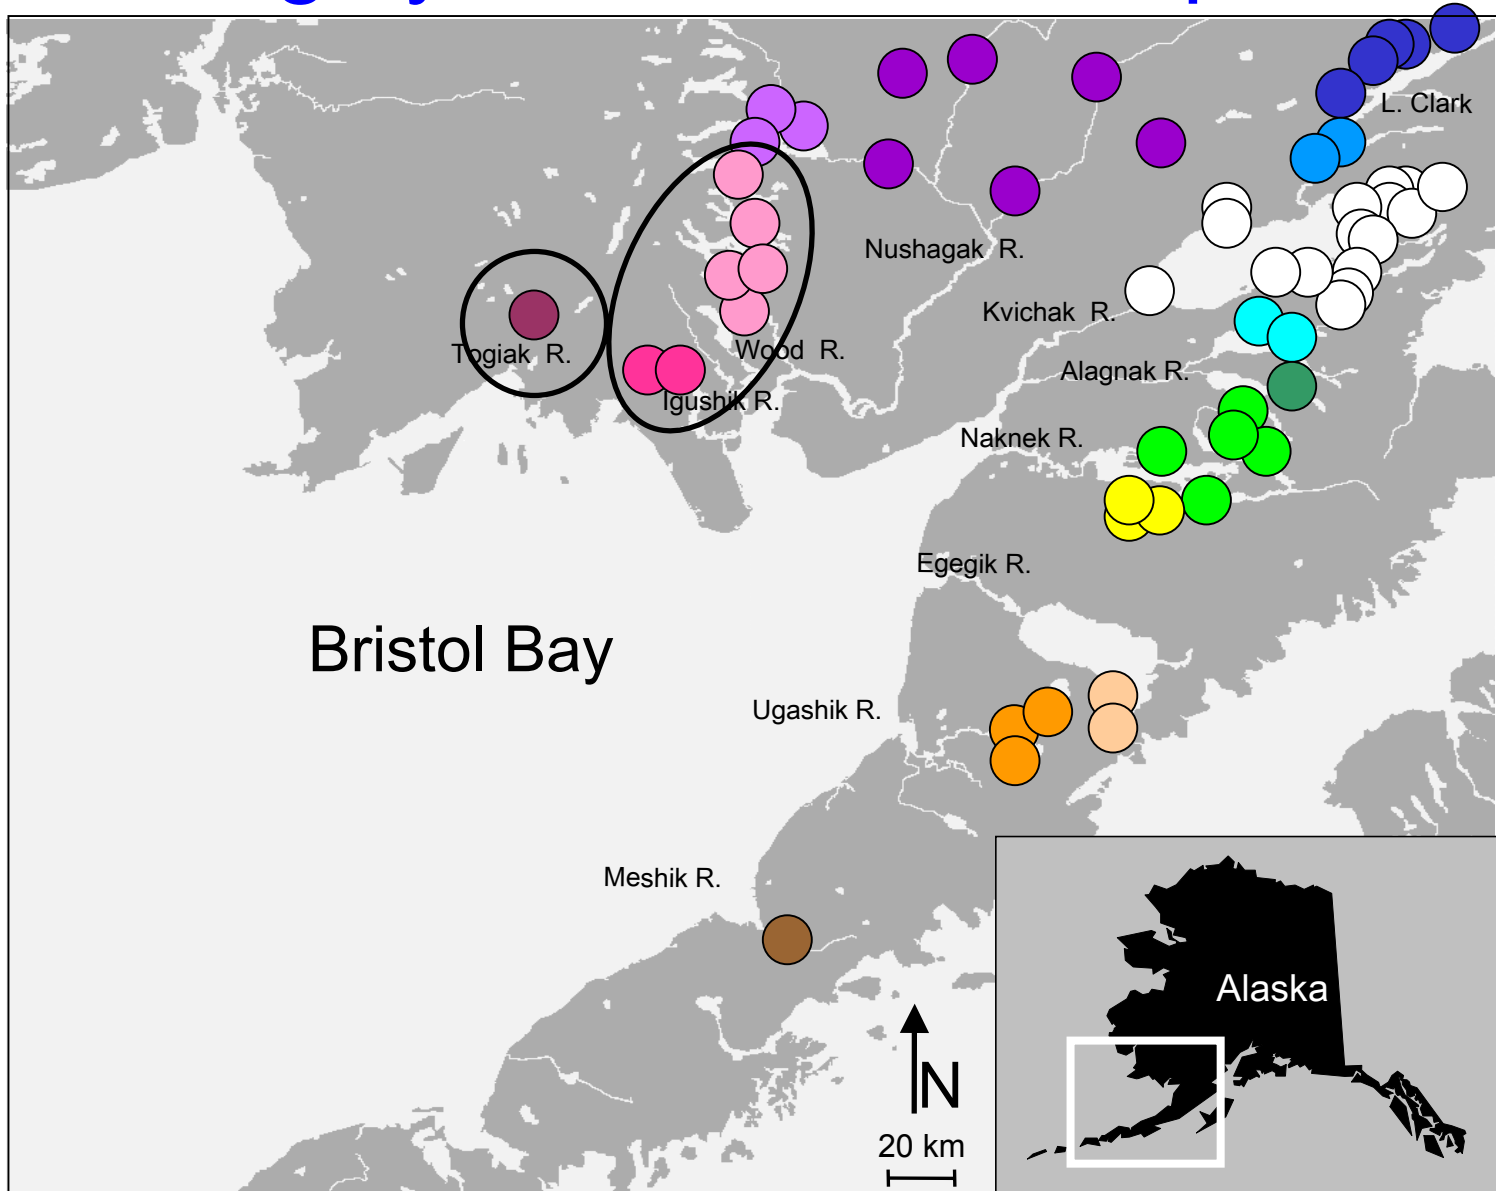 L. Clark
Nushagak R.
Kvichak R.
Togiak R.
Wood R.
Alagnak R.
Igushik R.
Naknek R.
Egegik R.
Bristol Bay
Ugashik R.
Meshik R.
Alaska
N
20 km